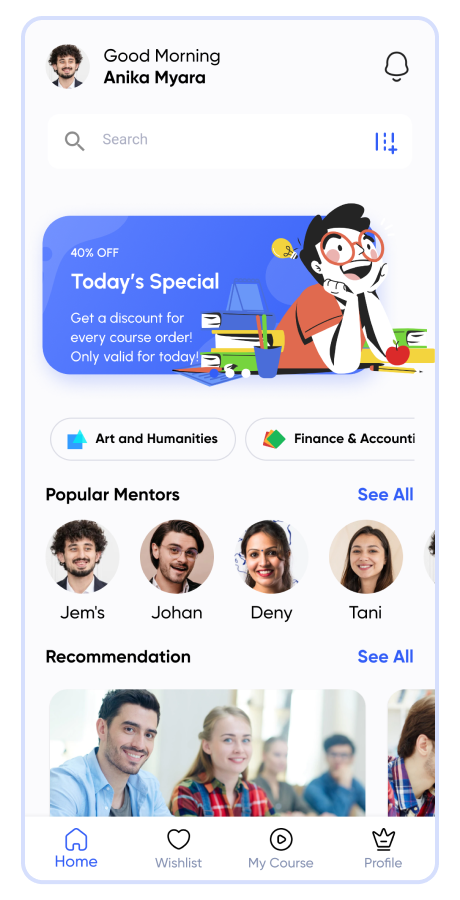 Good Morning
Anika Myara
Search
40% OFF
Today's Special
Get a discount for
every course order!
Only valid for today!
Art and Humanities
Finance & Accounti
Popular Mentors
See All
Jem's
Johan
Deny
Tani
Recommendation
See All
Home
Wishlist
My Course
Profile